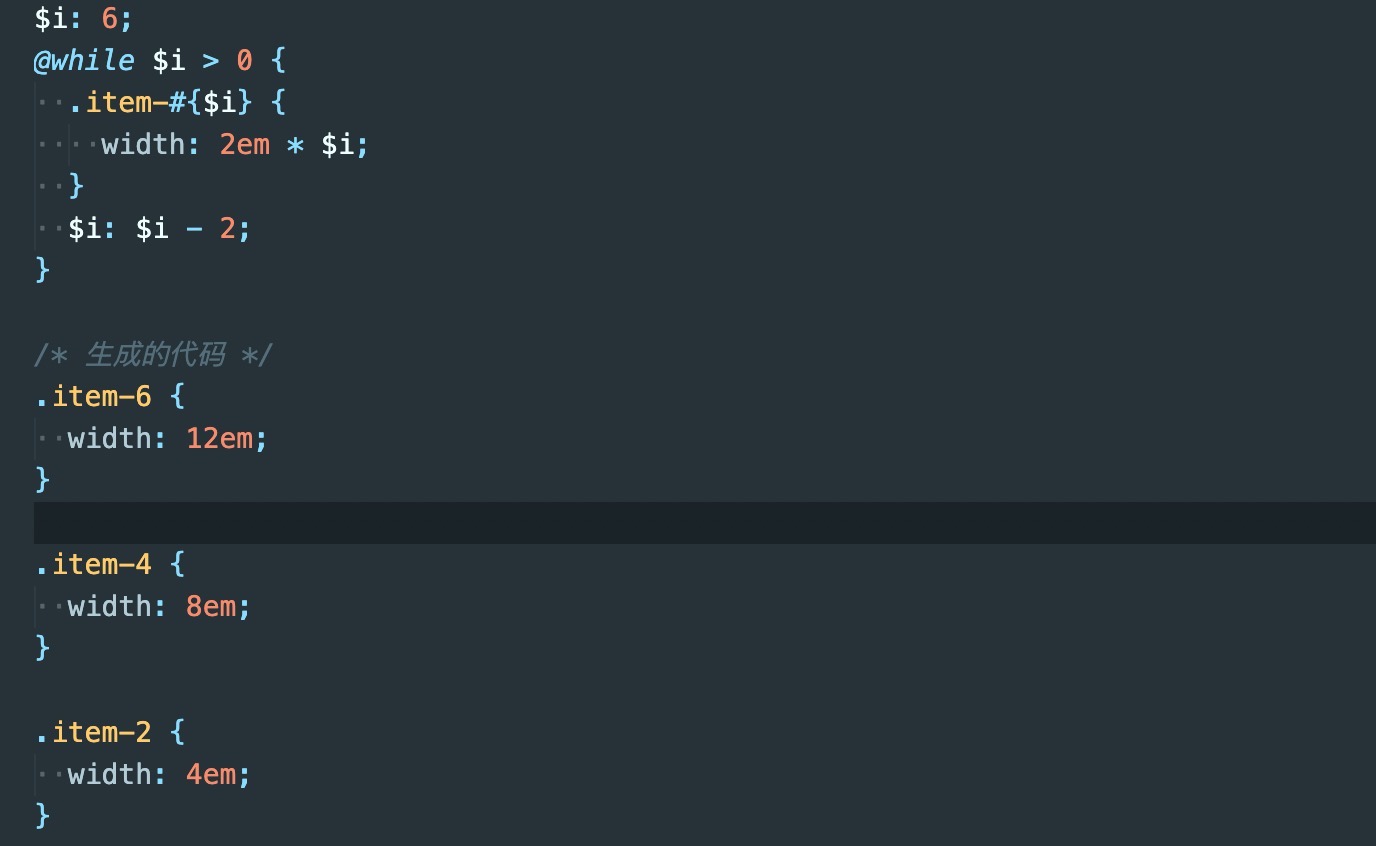 $i: 6;
@while $i > 0 {
  .item-#{$i} {
    width: 2em * $i;
  }
  $i: $i - 2;
}

/* 生成的代码 */
.item-6 {
  width: 12em;
}

.item-4 {
  width: 8em;
}

.item-2 {
  width: 4em;
}